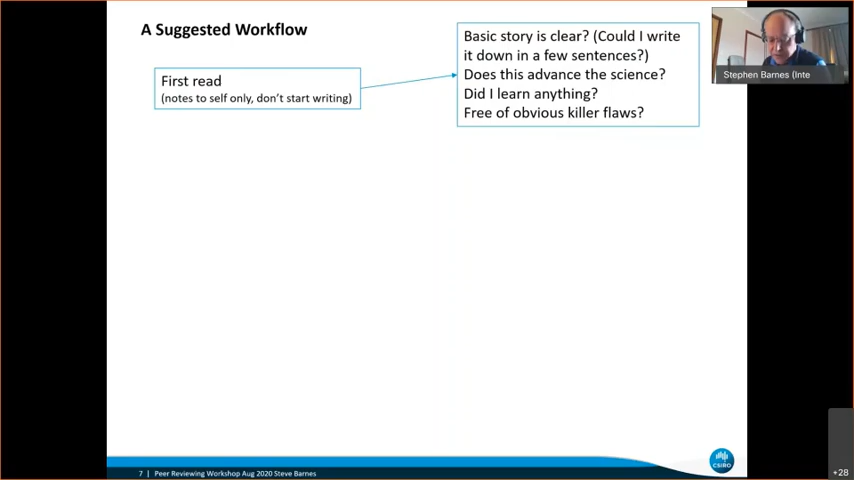 A Suggested Workflow
First read
(notes to self only, don't start writing)
Basic story is clear? (Could I write
it down in a few sentences?)
Does this advance the science?
Did I learn anything?
Free of obvious killer flaws?
Stephen Barnes (Inte
7 | Peer Reviewing Workshop Aug 2020 Steve Barnes
CSIRO
+28